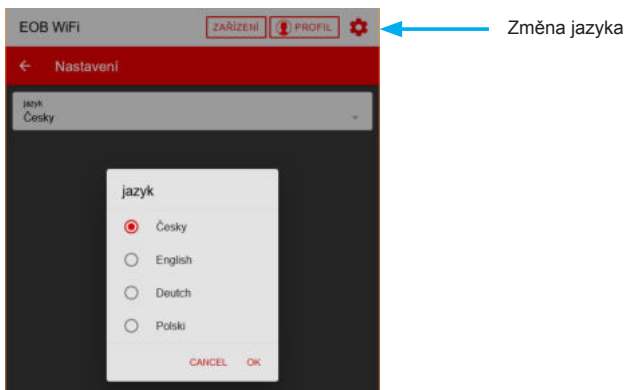 EOB WiFi
ZAŘÍZENÍ
PROFIL
Změna jazyka
Nastavení
jazyk
Česky
jazyk
Česky
English
Deutch
Polski
CANCEL OK